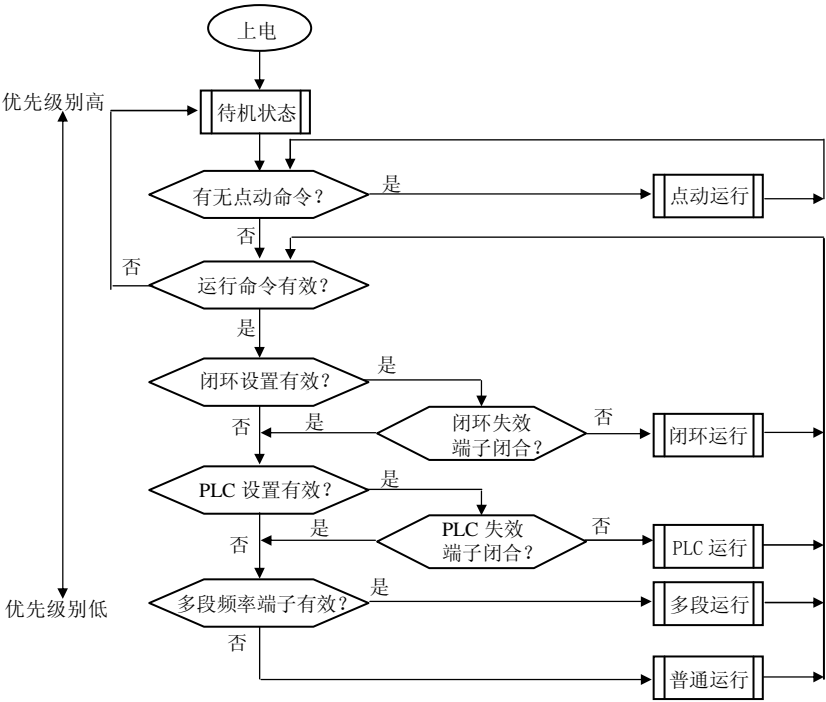 上电
优先级别高
待机状态
有无点动命令？
是
点动运行
否
否
运行命令有效？
是
闭环设置有效？
是
否
是
闭环失效
端子闭合？
否
闭环运行
PLC 设置有效？
是
否
是
PLC 失效
端子闭合？
否
PLC 运行
多段频率端子有效？
是
多段运行
优先级别低
否
普通运行